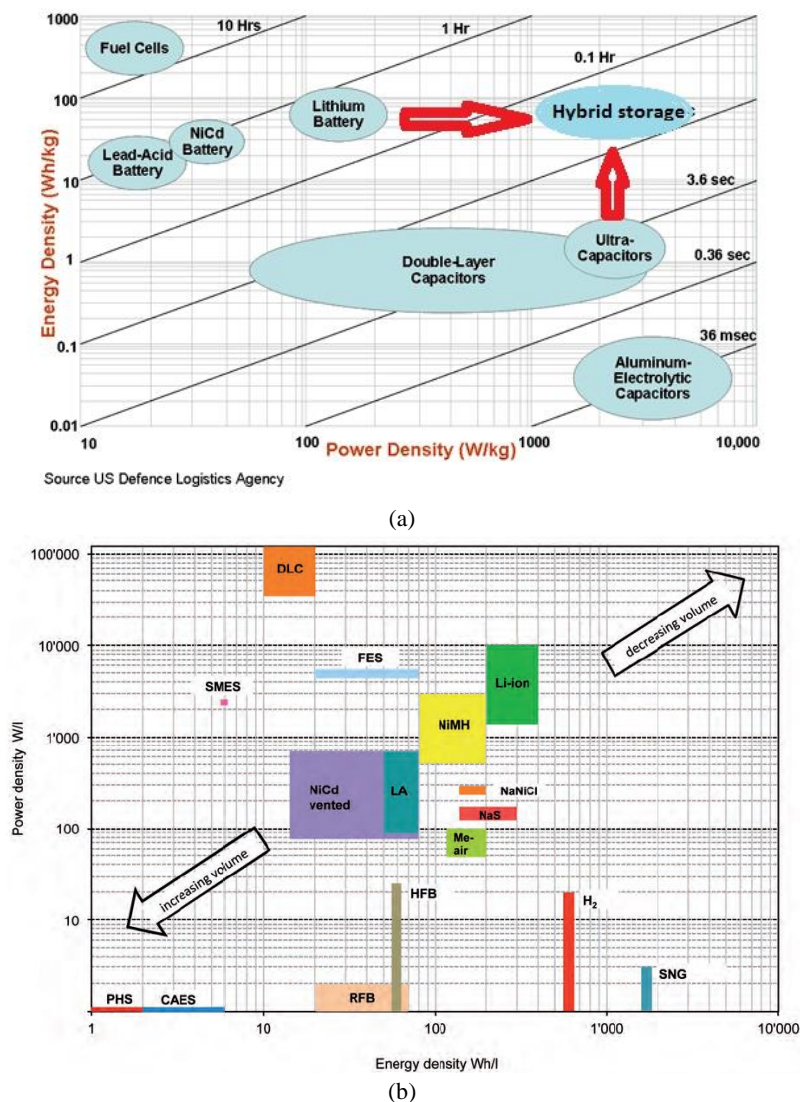 1000
100
10
1
0.1
0.01
Energy Density (Wh/kg)
10 Hrs
1 Hr
0.1 Hr
3.6 sec
0.36 sec
36 msec
Fuel Cells
Lead-Acid
Battery
NiCd
Battery
Lithium
Battery
Hybrid storage
Double-Layer
Capacitors
Ultra-
Capacitors
Aluminum-
Electrolytic
Capacitors
10
100
1000
10,000
Power Density (W/kg)
Source US Defence Logistics Agency
(a)
100'000
10'000
1'000
100
10
Power density W/l
DLC
decreasing volume
FES
SMES
Li-ion
NiMH
NiCd
vented
LA
NaNiCl
NaS
Me-
air
increasing volume
HFB
H₂
SNG
PHS
CAES
RFB
1
10
100
1'000
10'000
Energy density Wh/l
(b)